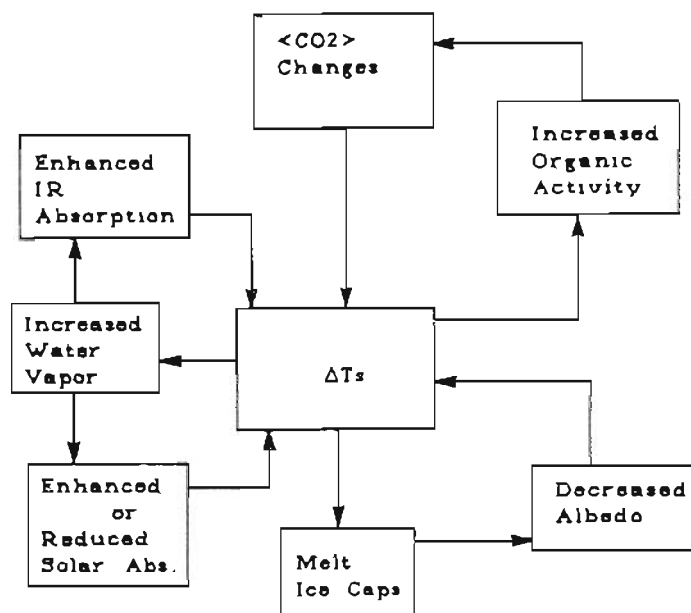 <CO2>
Changes
Increased
Organic
Activity
Enhanced
IR
Absorption
Increased
Water
Vapor
ΔTs
Enhanced
or
Reduced
Solar Abs.
Melt
Ice Caps
Decreased
Albedo